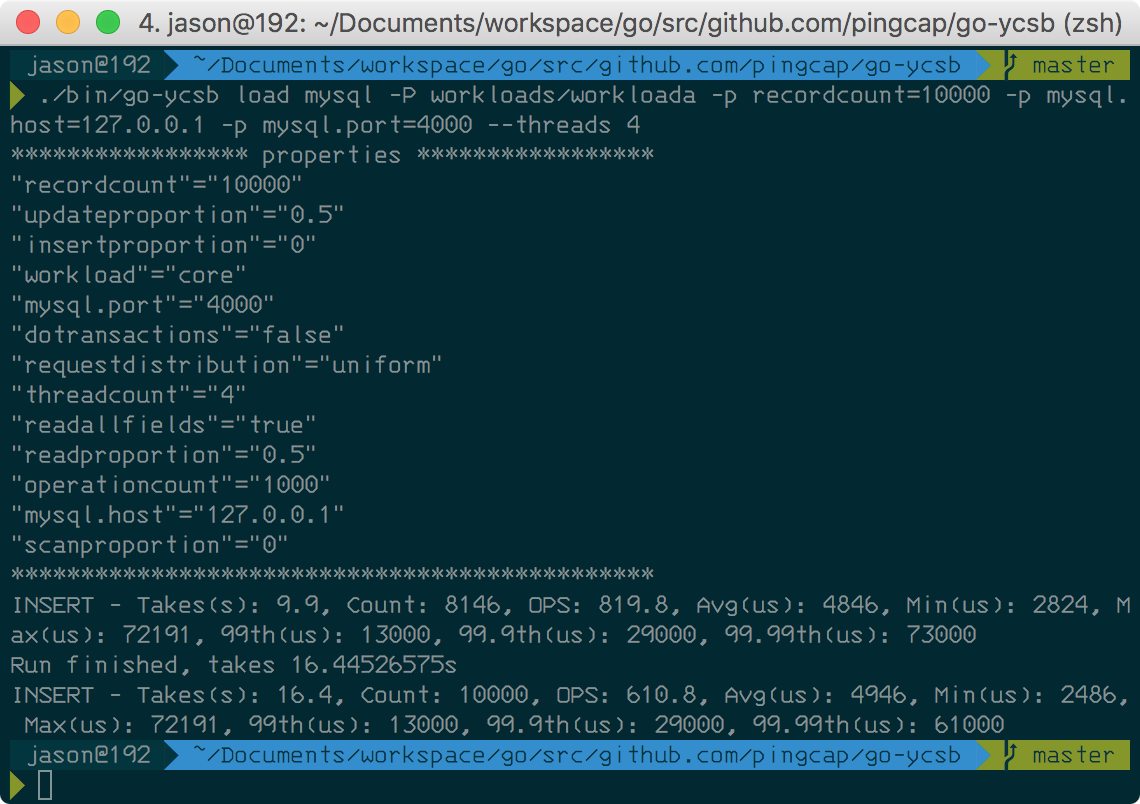 4. jason@192: ~/Documents/workspace/go/src/github.com/pingcap/go-ycsb (zsh)
jason@192 ~/Documents/workspace/go/src/github.com/pingcap/go-ycsb master
./bin/go-ycsb load mysql -P workloads/workloada -p recordcount=10000 -p mysql.
host=127.0.0.1 -p mysql.port=4000 --threads 4
***************** properties *****************
"recordcount"="10000"
"updateproportion"="0.5"
"insertproportion"="0"
"workload"="core"
"mysql.port"="4000"
"dotransactions"="false"
"requestdistribution"="uniform"
"threadcount"="4"
"readallfields"="true"
"readproportion"="0.5"
"operationcount"="1000"
"mysql.host"="127.0.0.1"
"scanproportion"="0"
**********************************************
INSERT - Takes(s): 9.9, Count: 8146, OPS: 819.8, Avg(us): 4846, Min(us): 2824, M
ax(us): 72191, 99th(us): 13000, 99.9th(us): 29000, 99.99th(us): 73000
Run finished, takes 16.44526575s
INSERT - Takes(s): 16.4, Count: 10000, OPS: 610.8, Avg(us): 4946, Min(us): 2486,
 Max(us): 72191, 99th(us): 13000, 99.9th(us): 29000, 99.99th(us): 61000
jason@192 ~/Documents/workspace/go/src/github.com/pingcap/go-ycsb master